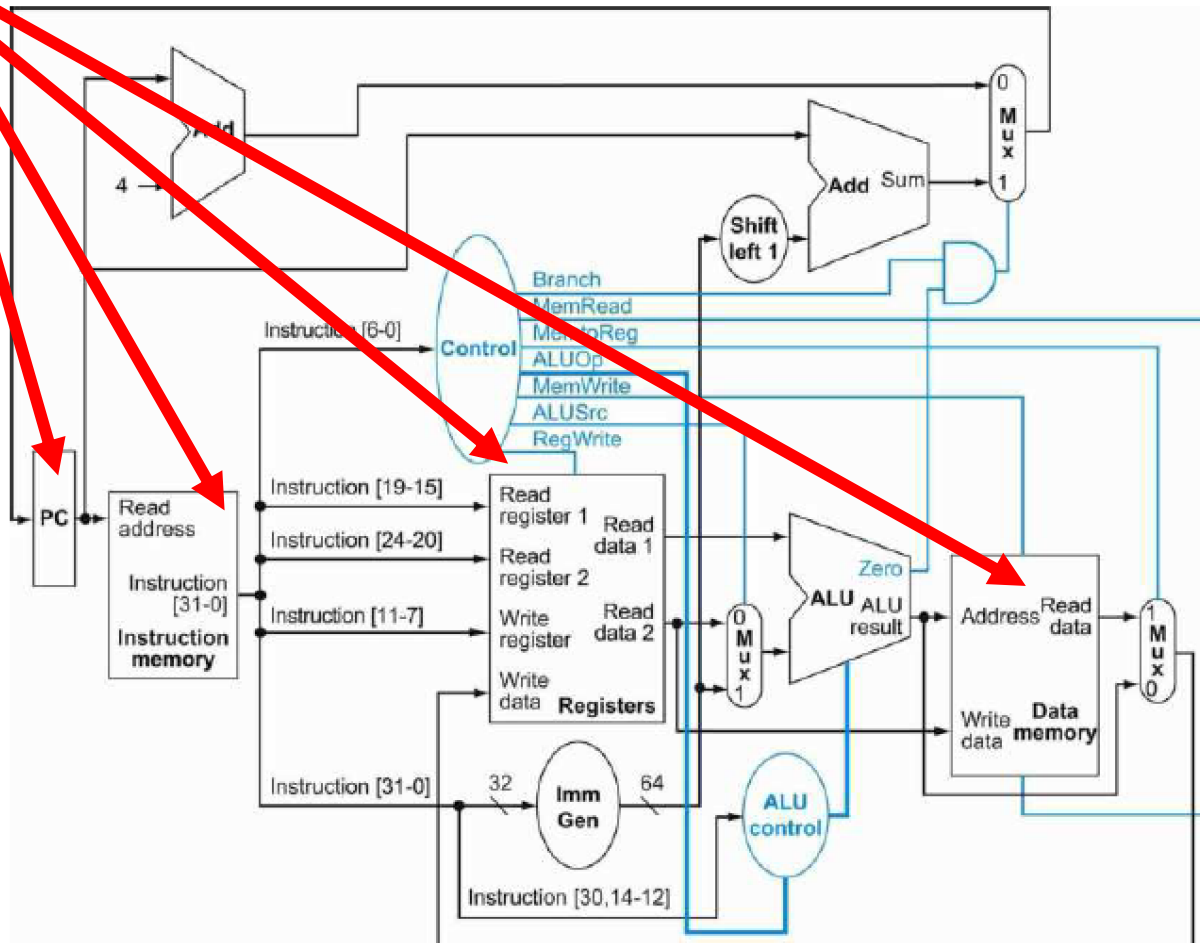 Add
4
Add Sum
0
Mux
1
Shift
left 1
Branch
MemRead
MemtoReg
ALUOp
MemWrite
ALUSrc
RegWrite
Instruction [6-0]
Control
PC
Read
address
Instruction
[31-0]
Instruction
memory
Instruction [19-15]
Instruction [24-20]
Instruction [11-7]
Read
register 1
Read
register 2
Write
register
Write
data
Read
data 1
Read
data 2
Registers
0
Mux
1
Zero
ALU
ALU
result
Address
Read
data
Write
data
Data
memory
1
Mux
0
Instruction [31-0]
32
Imm
Gen
64
ALU
control
Instruction [30,14-12]